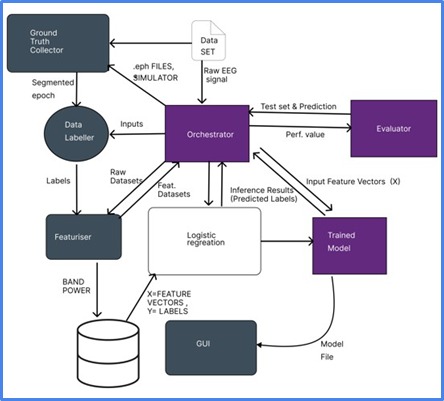 Ground
Truth
Collector
Data
SET
.eph FILES,
SIMULATOR
Raw EEG
signal
Segmented
epoch
Test set & Prediction
Data
Labeller
Inputs
Orchestrator
Evaluator
Perf. value
Labels
Raw
Datasets
Feat.
Datasets
Inference Results
(Predicted Labels)
Input Feature Vectors (X)
Featuriser
Logistic
regreation
Trained
Model
BAND
POWER
X=FEATURE
VECTORS ,
Y= LABELS
GUI
Model
File